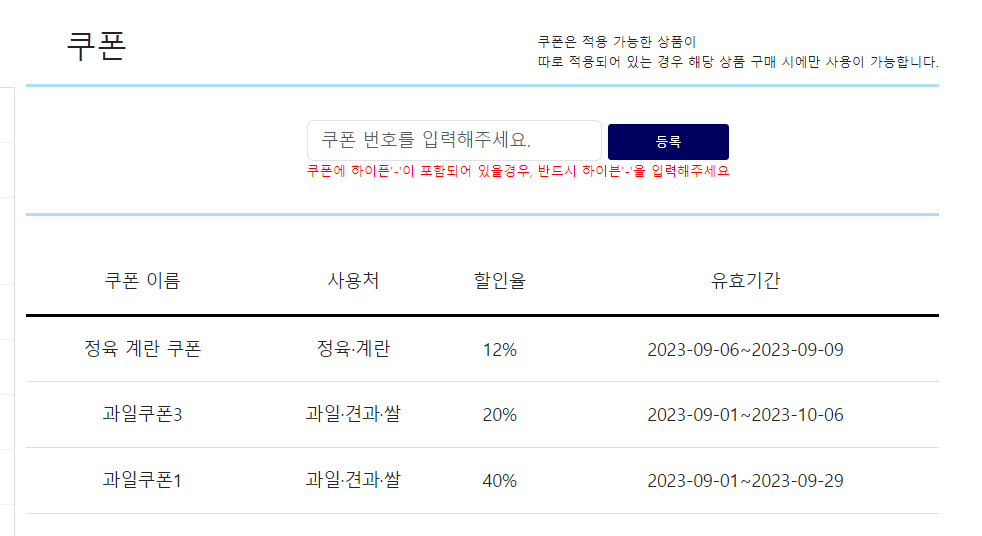 쿠폰
쿠폰은 적용 가능한 상품이
따로 적용되어 있는 경우 해당 상품 구매 시에만 사용이 가능합니다.
쿠폰 번호를 입력해주세요.
등록
쿠폰에 하이픈'-'이 포함되어 있을경우, 반드시 하이픈'-'을 입력해주세요
쿠폰 이름 사용처 할인율 유효기간
정육 계란 쿠폰 정육·계란 12% 2023-09-06~2023-09-09
과일쿠폰3 과일·견과·쌀 20% 2023-09-01~2023-10-06
과일쿠폰1 과일·견과·쌀 40% 2023-09-01~2023-09-29